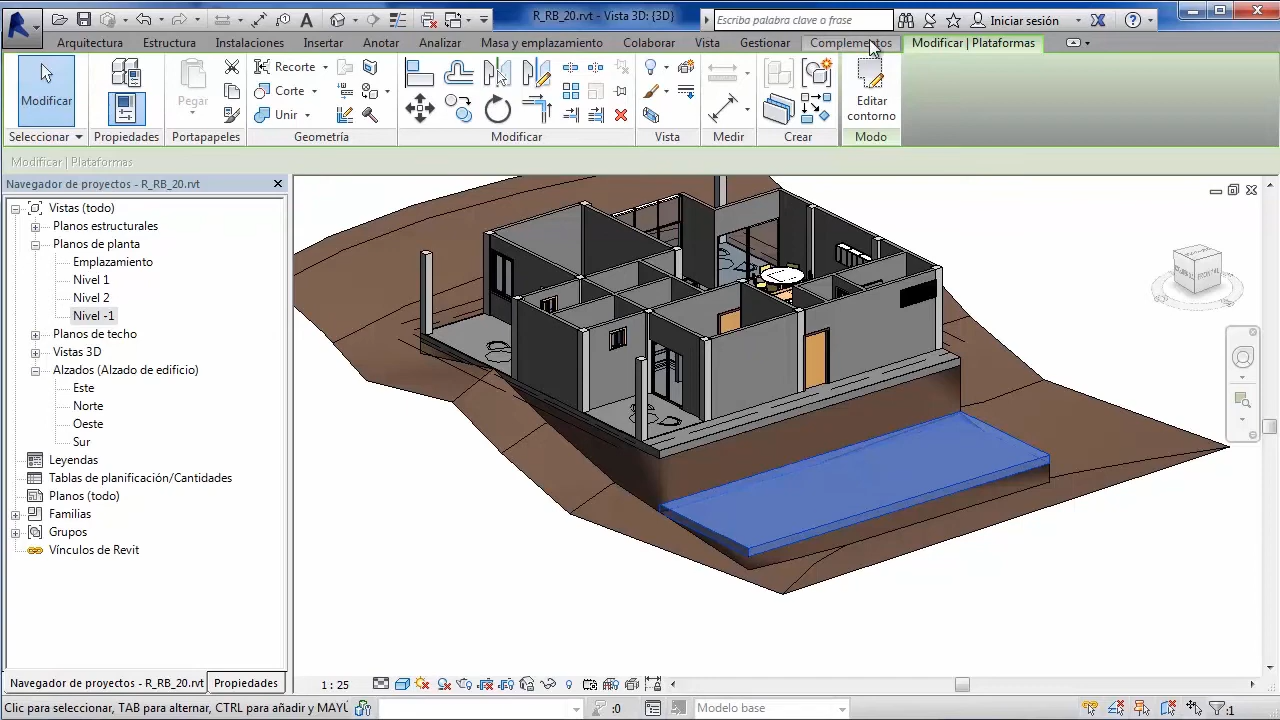 R_RB_20.rvt - Vista 3D: {3D}
Escriba palabra clave o frase
Iniciar sesión
Arquitectura Estructura Instalaciones Insertar Anotar Analizar Masa y emplazamiento Colaborar Vista Gestionar Complementos Modificar | Plataformas
Modificar
Pegar
Recorte
Corte
Unir
Editar
contorno
Seleccionar Propiedades Portapapeles Geometría Modificar Vista Medir Crear Modo
Modificar | Plataformas
Navegador de proyectos - R_RB_20.rvt
Vistas (todo)
Planos estructurales
Planos de planta
Emplazamiento
Nivel 1
Nivel 2
Nivel -1
Planos de techo
Vistas 3D
Alzados (Alzado de edificio)
Este
Norte
Oeste
Sur
Leyendas
Tablas de planificación/Cantidades
Planos (todo)
Familias
Grupos
Vínculos de Revit
Navegador de proyectos - R_RB_20.rvt Propiedades
1 : 25
Clic para seleccionar, TAB para alternar, CTRL para añadir y MAYÚ
:0
Modelo base
:1